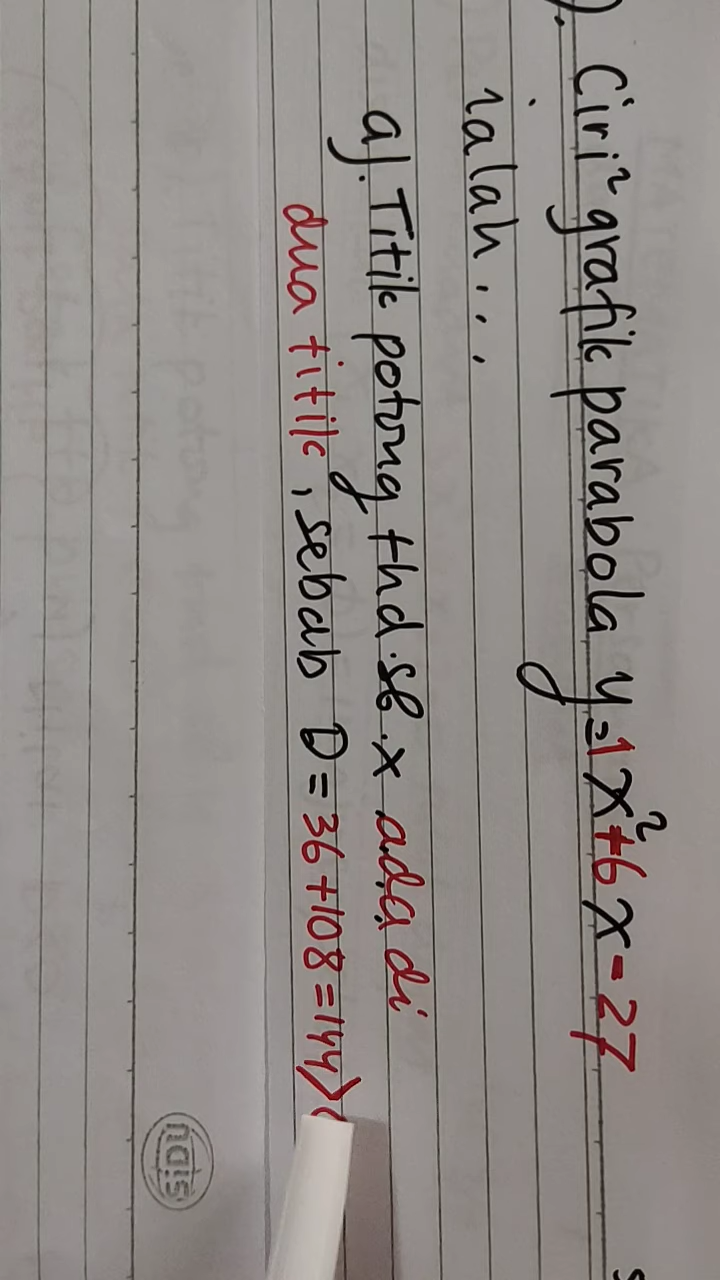 Ciri² grafik parabola y=1x²+6x-27
ialah...
a). Titik potong thd. sb. x ada di
dua titik, sebab D=36+108=144>
nais